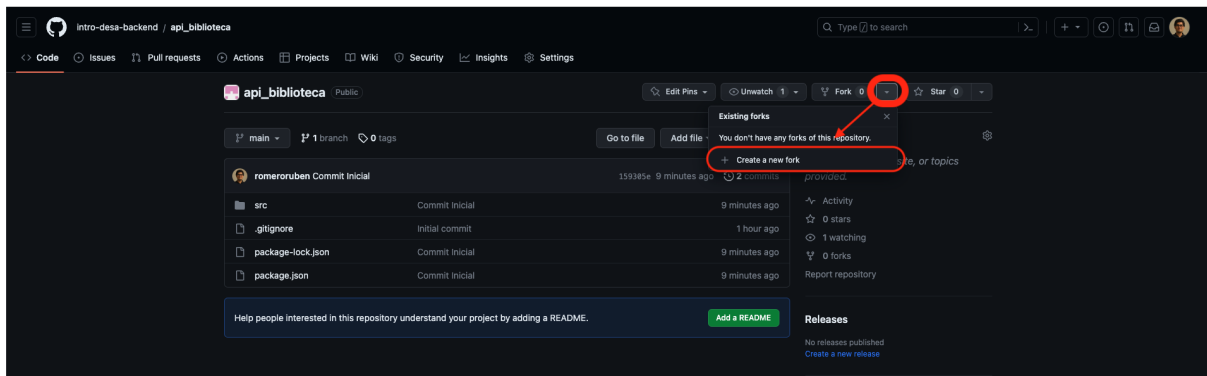 intro-desa-backend / api_biblioteca
Type / to search
Code Issues Pull requests Actions Projects Wiki Security Insights Settings
api_biblioteca Public
Edit Pins Unwatch 1 Fork 0 Star 0
Existing forks
You don't have any forks of this repository.
Create a new fork
main 1 branch 0 tags
Go to file Add file
romeroruben Commit Inicial 159305e 9 minutes ago 2 commits
src Commit Inicial 9 minutes ago
.gitignore Initial commit 1 hour ago
package-lock.json Commit Inicial 9 minutes ago
package.json Commit Inicial 9 minutes ago
Help people interested in this repository understand your project by adding a README. Add a README
or topics
provided.
Activity
0 stars
1 watching
0 forks
Report repository
Releases
No releases published
Create a new release